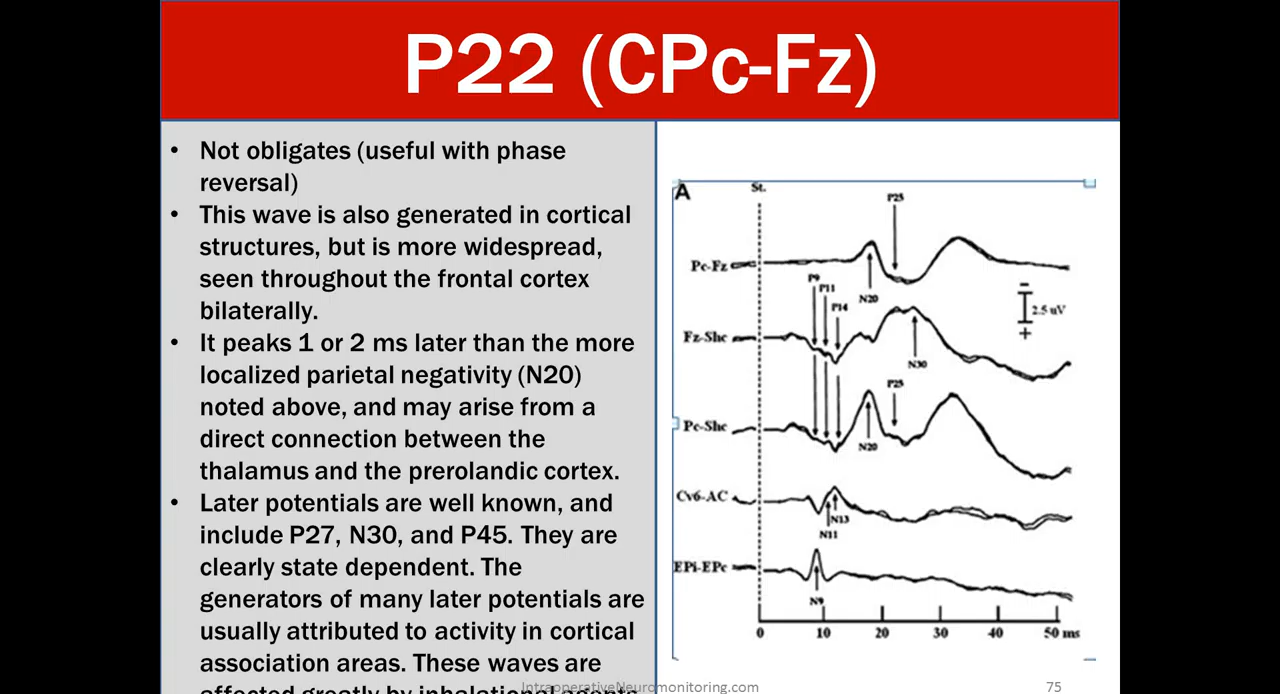 P22 (CPc-Fz)
• Not obligates (useful with phase
reversal)
• This wave is also generated in cortical
structures, but is more widespread,
seen throughout the frontal cortex
bilaterally.
• It peaks 1 or 2 ms later than the more
localized parietal negativity (N20)
noted above, and may arise from a
direct connection between the
thalamus and the prerolandic cortex.
• Later potentials are well known, and
include P27, N30, and P45. They are
clearly state dependent. The
generators of many later potentials are
usually attributed to activity in cortical
association areas. These waves are
affected greatly by inhalational agents
A
St.
P25
Pc-Fz
N20
P9
P11
P14
−
2.5 uV
+
Fz-Shc
N30
P25
Pc-Shc
N20
Cv6-AC
N13
N11
EPi-EPc
N9
0 10 20 30 40 50 ms
IntraoperativeNeuromonitoring.com
75